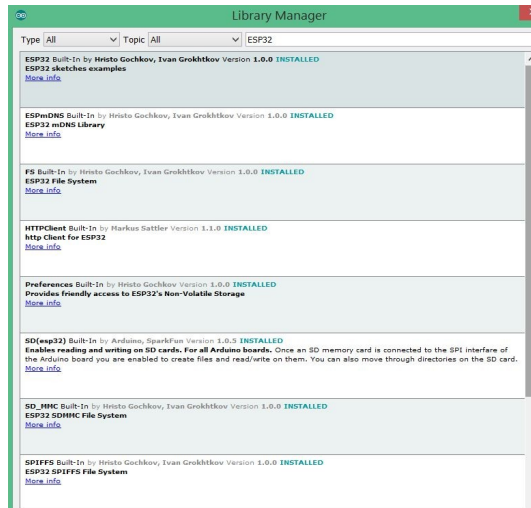 Library Manager
Type All Topic All ESP32
ESP32 Built-In by Hristo Gochkov, Ivan Grokhtkov Version 1.0.0 INSTALLED
ESP32 sketches examples
More info
ESPmDNS Built-In by Hristo Gochkov, Ivan Grokhtkov Version 1.0.0 INSTALLED
ESP32 mDNS Library
More info
FS Built-In by Hristo Gochkov, Ivan Grokhtkov Version 1.0.0 INSTALLED
ESP32 File System
More info
HTTPClient Built-In by Markus Sattler Version 1.1.0 INSTALLED
http Client for ESP32
More info
Preferences Built-In by Hristo Gochkov Version 1.0.0 INSTALLED
Provides friendly access to ESP32's Non-Volatile Storage
More info
SD(esp32) Built-In by Arduino, SparkFun Version 1.0.5 INSTALLED
Enables reading and writing on SD cards. For all Arduino boards. Once an SD memory card is connected to the SPI interfare of
the Arduino board you are enabled to create files and read/write on them. You can also move through directories on the SD card.
More info
SD_MMC Built-In by Hristo Gochkov, Ivan Grokhtkov Version 1.0.0 INSTALLED
ESP32 SDMMC File System
More info
SPIFFS Built-In by Hristo Gochkov, Ivan Grokhtkov Version 1.0.0 INSTALLED
ESP32 SPIFFS File System
More info